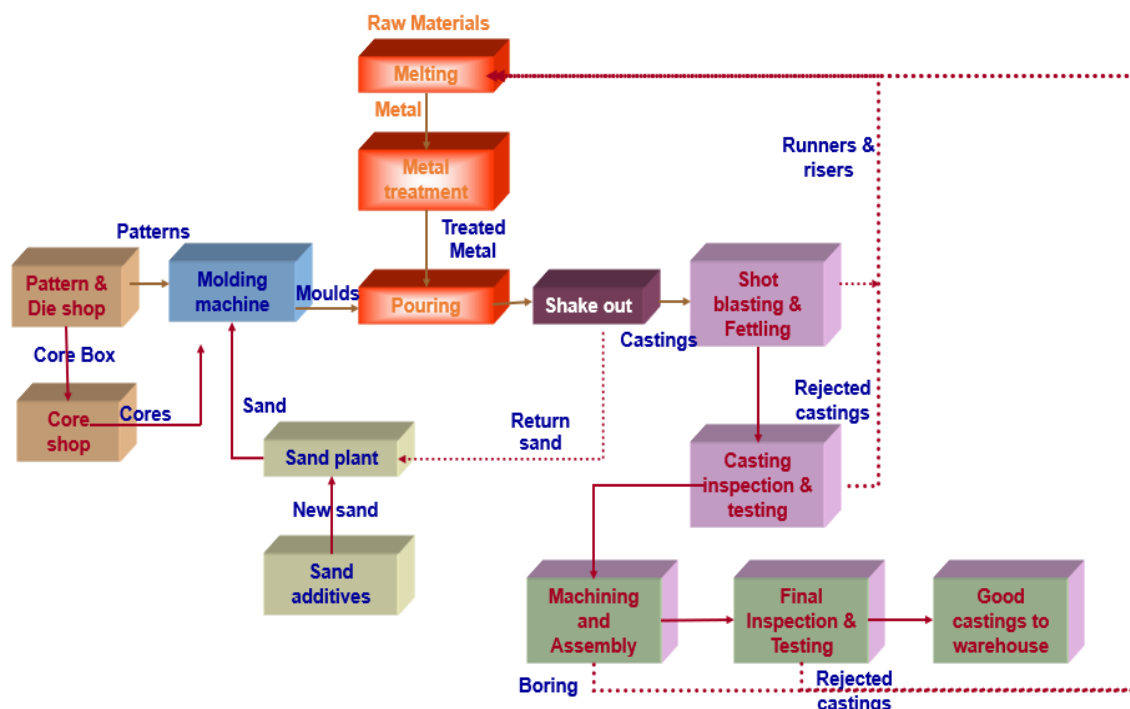 Raw Materials
Melting
Metal
Metal
treatment
Treated
Metal
Runners &
risers
Patterns
Pattern &
Die shop
Molding
machine
Moulds
Pouring
Shake out
Castings
Shot
blasting &
Fettling
Core Box
Core
shop
Cores
Sand
Return
sand
Rejected
castings
Sand plant
New sand
Sand
additives
Casting
inspection &
testing
Machining
and
Assembly
Final
Inspection &
Testing
Good
castings to
warehouse
Boring
Rejected
castings